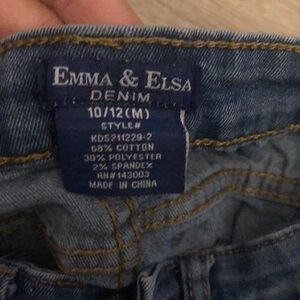 EMMA & ELSA
DENIM
10/12(M)
STYLE#
KDS211229-2
68% COTTON
30% POLYESTER
2% SPANDEX
RN#143003
MADE IN CHINA